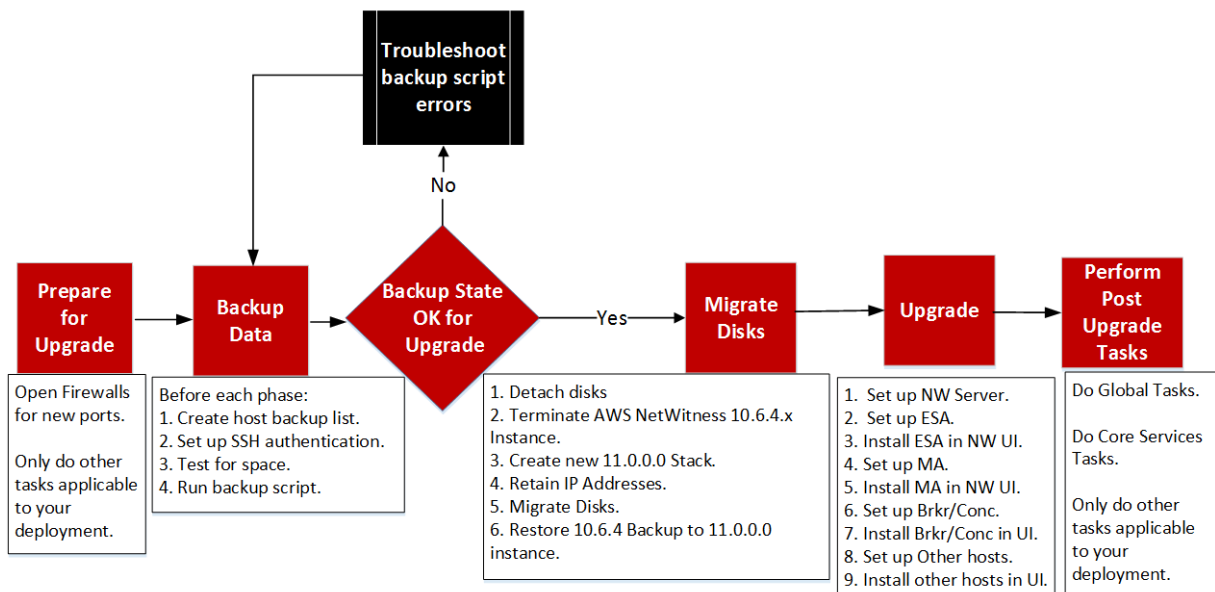 Troubleshoot
backup script
errors
No
Prepare
for
Upgrade
Backup
Data
Backup State
OK for
Upgrade
Yes
Migrate
Disks
Upgrade
Perform
Post
Upgrade
Tasks
Open Firewalls
for new ports.
Only do other
tasks applicable
to your
deployment.
Before each phase:
1. Create host backup list.
2. Set up SSH authentication.
3. Test for space.
4. Run backup script.
1. Detach disks
2. Terminate AWS NetWitness 10.6.4.x
Instance.
3. Create new 11.0.0.0 Stack.
4. Retain IP Addresses.
5. Migrate Disks.
6. Restore 10.6.4 Backup to 11.0.0.0
instance.
1. Set up NW Server.
2. Set up ESA.
3. Install ESA in NW UI.
4. Set up MA.
5. Install MA in NW UI.
6. Set up Brkr/Conc.
7. Install Brkr/Conc in UI.
8. Set up Other hosts.
9. Install other hosts in UI.
Do Global Tasks.
Do Core Services
Tasks.
Only do other
tasks applicable
to your
deployment.